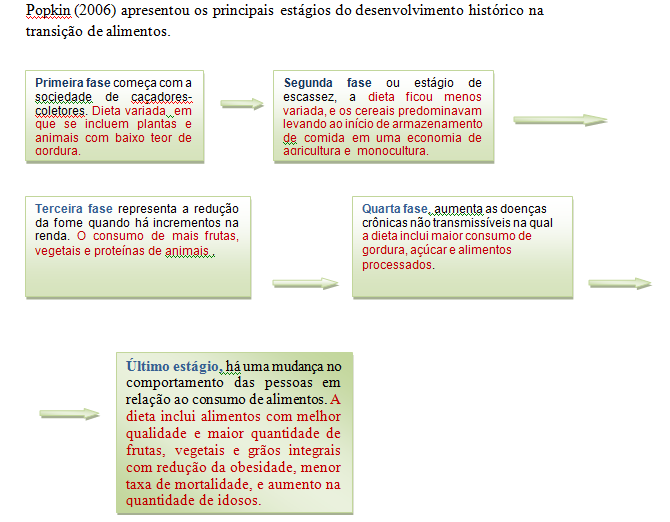 Popkin (2006) apresentou os principais estágios do desenvolvimento histórico na
transição de alimentos.
Primeira fase começa com a
sociedade de caçadores-
coletores. Dieta variada, em
que se incluem plantas e
animais com baixo teor de
gordura.
Segunda fase ou estágio de
escassez, a dieta ficou menos
variada, e os cereais predominavam
levando ao início de armazenamento
de comida em uma economia de
agricultura e monocultura.
Terceira fase representa a redução
da fome quando há incrementos na
renda. O consumo de mais frutas,
vegetais e proteínas de animais .
Quarta fase, aumenta as doenças
crônicas não transmissíveis na qual
a dieta inclui maior consumo de
gordura, açúcar e alimentos
processados.
Último estágio, há uma mudança no
comportamento das pessoas em
relação ao consumo de alimentos. A
dieta inclui alimentos com melhor
qualidade e maior quantidade de
frutas, vegetais e grãos integrais
com redução da obesidade, menor
taxa de mortalidade, e aumento na
quantidade de idosos.